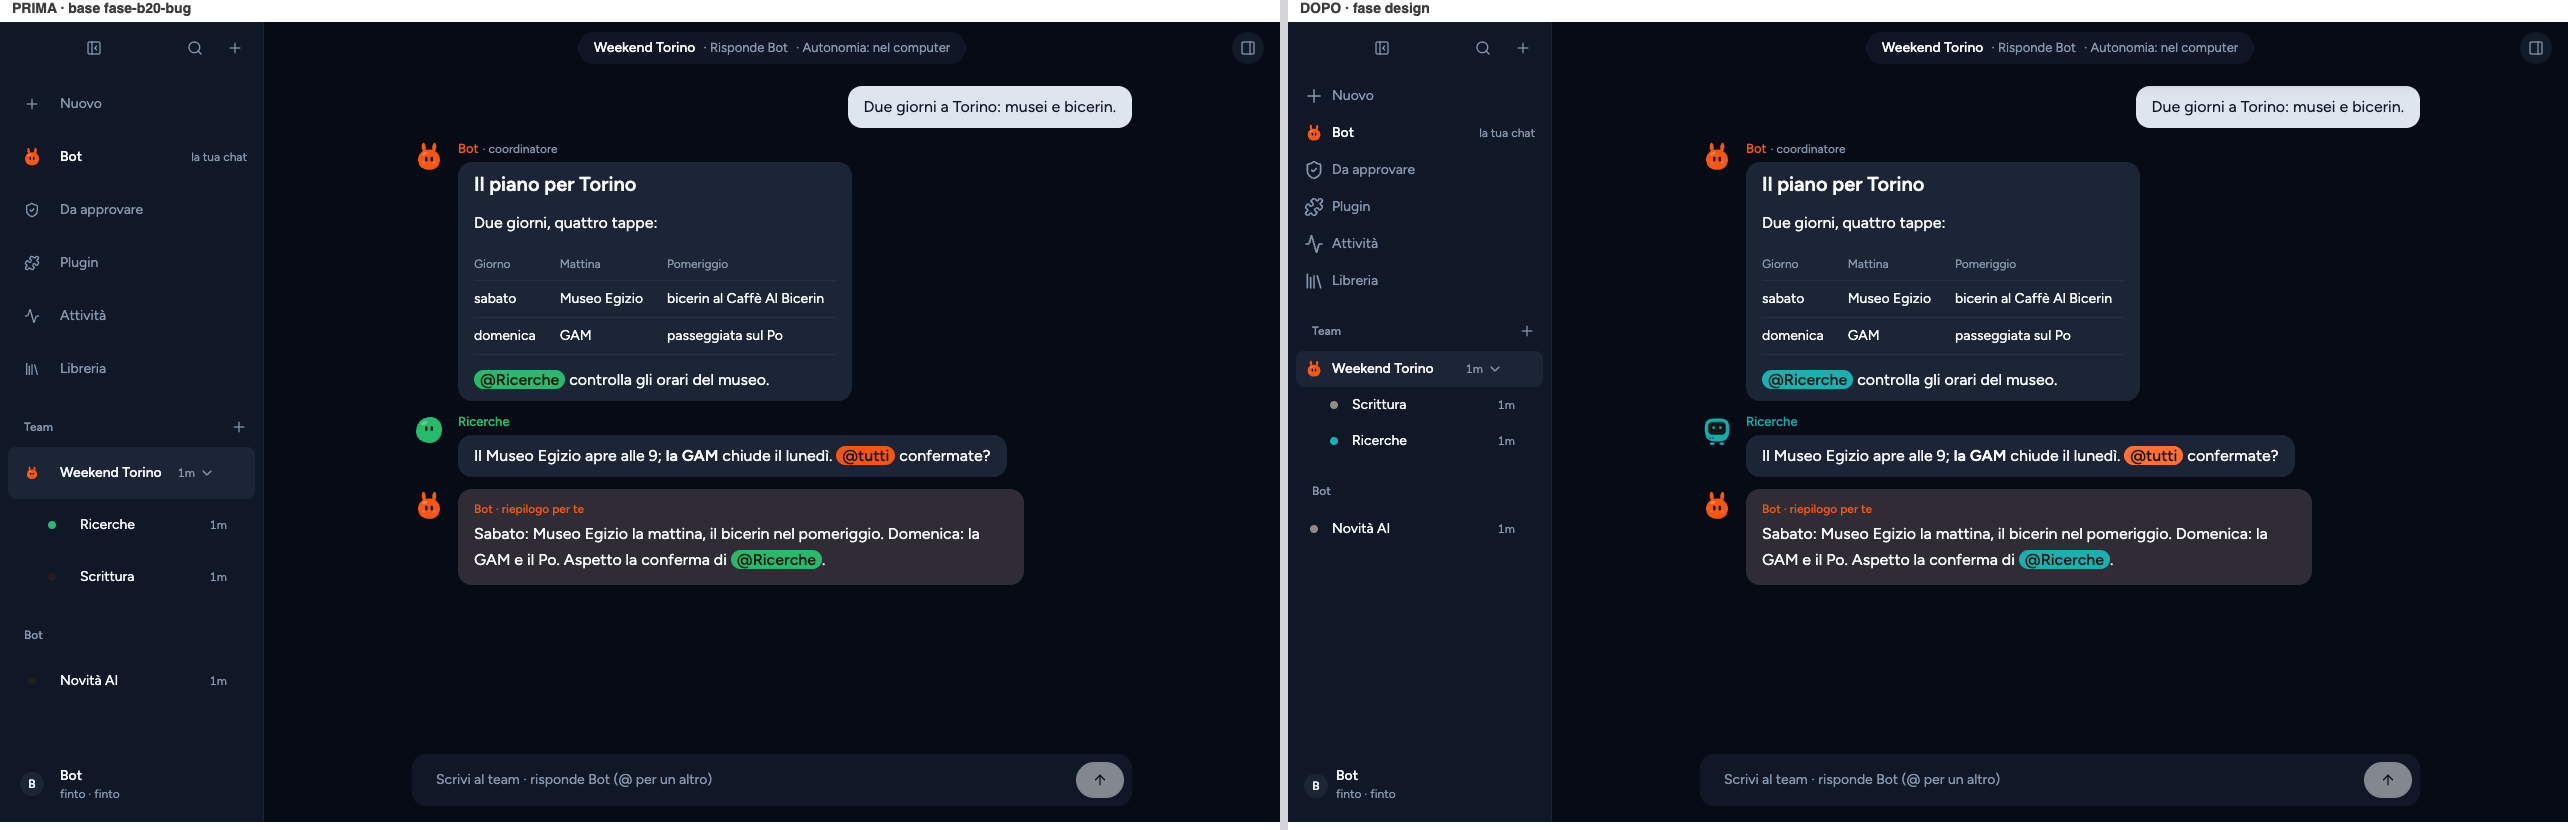 PRIMA · base fase-b20-bug
Weekend Torino · Risponde Bot · Autonomia: nel computer
Nuovo
Bot la tua chat
Da approvare
Plugin
Attività
Libreria
Team
Weekend Torino 1m
Ricerche 1m
Scrittura 1m
Bot
Novità AI 1m
B
Bot
finto · finto
Due giorni a Torino: musei e bicerin.
Bot · coordinatore
Il piano per Torino
Due giorni, quattro tappe:
Giorno Mattina Pomeriggio
sabato Museo Egizio bicerin al Caffè Al Bicerin
domenica GAM passeggiata sul Po
@Ricerche controlla gli orari del museo.
Ricerche
Il Museo Egizio apre alle 9; la GAM chiude il lunedì. @tutti confermate?
Bot · riepilogo per te
Sabato: Museo Egizio la mattina, il bicerin nel pomeriggio. Domenica: la
GAM e il Po. Aspetto la conferma di @Ricerche.
Scrivi al team · risponde Bot (@ per un altro)
DOPO · fase design
Weekend Torino · Risponde Bot · Autonomia: nel computer
Nuovo
Bot la tua chat
Da approvare
Plugin
Attività
Libreria
Team
Weekend Torino 1m
Scrittura 1m
Ricerche 1m
Bot
Novità AI 1m
B
Bot
finto · finto
Due giorni a Torino: musei e bicerin.
Bot · coordinatore
Il piano per Torino
Due giorni, quattro tappe:
Giorno Mattina Pomeriggio
sabato Museo Egizio bicerin al Caffè Al Bicerin
domenica GAM passeggiata sul Po
@Ricerche controlla gli orari del museo.
Ricerche
Il Museo Egizio apre alle 9; la GAM chiude il lunedì. @tutti confermate?
Bot · riepilogo per te
Sabato: Museo Egizio la mattina, il bicerin nel pomeriggio. Domenica: la
GAM e il Po. Aspetto la conferma di @Ricerche.
Scrivi al team · risponde Bot (@ per un altro)